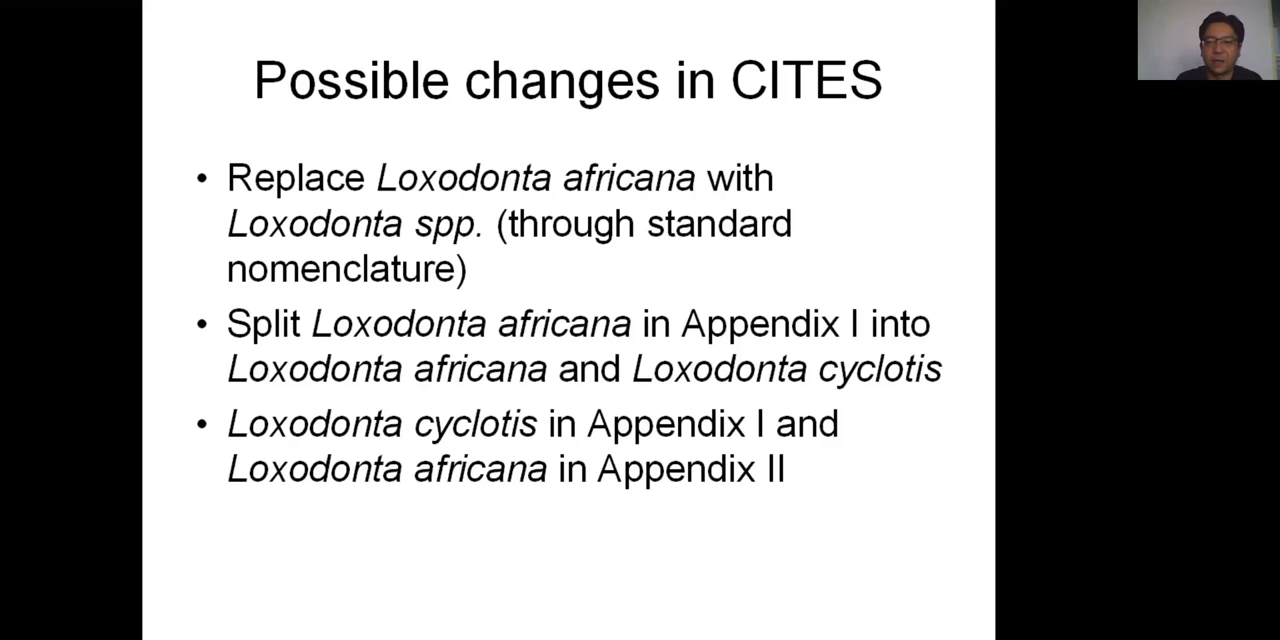 Possible changes in CITES
• Replace Loxodonta africana with
Loxodonta spp. (through standard
nomenclature)
• Split Loxodonta africana in Appendix I into
Loxodonta africana and Loxodonta cyclotis
• Loxodonta cyclotis in Appendix I and
Loxodonta africana in Appendix II